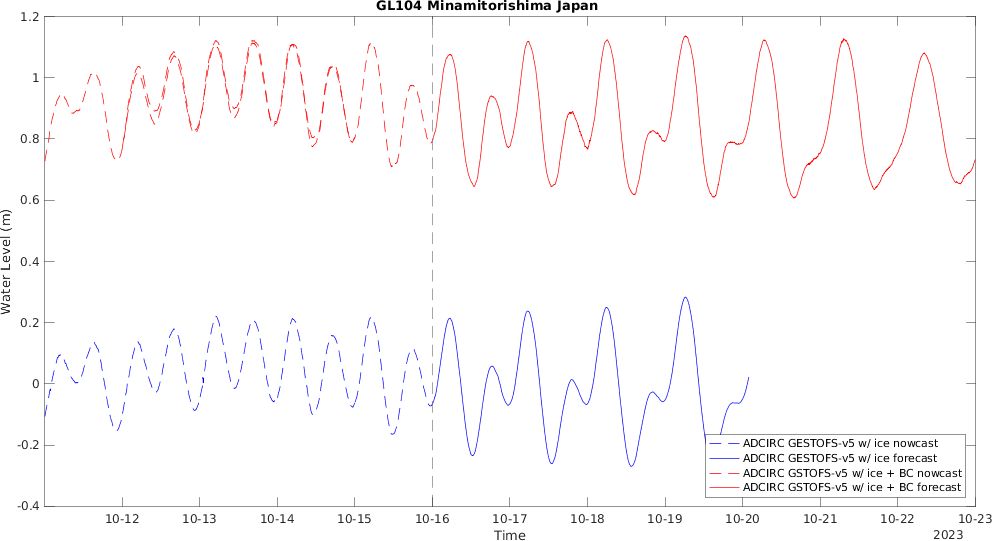 GL104 Minamitorishima Japan
Water Level (m)
1.2
1
0.8
0.6
0.4
0.2
0
-0.2
-0.4
ADCIRC GESTOFS-v5 w/ ice nowcast
ADCIRC GESTOFS-v5 w/ ice forecast
ADCIRC GSTOFS-v5 w/ ice + BC nowcast
ADCIRC GSTOFS-v5 w/ ice + BC forecast
10-12 10-13 10-14 10-15 10-16 10-17 10-18 10-19 10-20 10-21 10-22 10-23
Time
2023